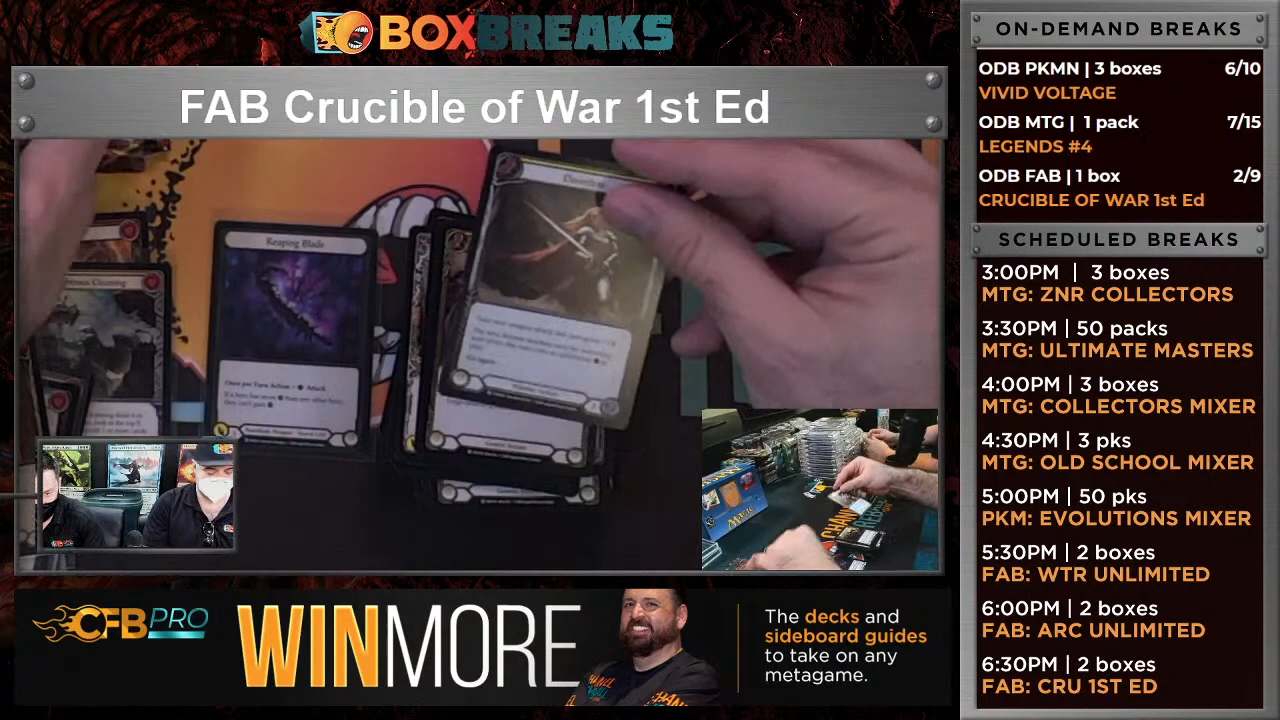 BOXBREAKS
FAB Crucible of War 1st Ed
Reaping Blade
Once per Turn Action - Attack
ON-DEMAND BREAKS
ODB PKMN | 3 boxes 6/10
VIVID VOLTAGE
ODB MTG | 1 pack 7/15
LEGENDS #4
ODB FAB | 1 box 2/9
CRUCIBLE OF WAR 1st Ed
SCHEDULED BREAKS
3:00PM | 3 boxes
MTG: ZNR COLLECTORS
3:30PM | 50 packs
MTG: ULTIMATE MASTERS
4:00PM | 3 boxes
MTG: COLLECTORS MIXER
4:30PM | 3 pks
MTG: OLD SCHOOL MIXER
5:00PM | 50 pks
PKM: EVOLUTIONS MIXER
5:30PM | 2 boxes
FAB: WTR UNLIMITED
6:00PM | 2 boxes
FAB: ARC UNLIMITED
6:30PM | 2 boxes
FAB: CRU 1ST ED
CFBPRO
WINMORE
The decks and
sideboard guides
to take on any
metagame.